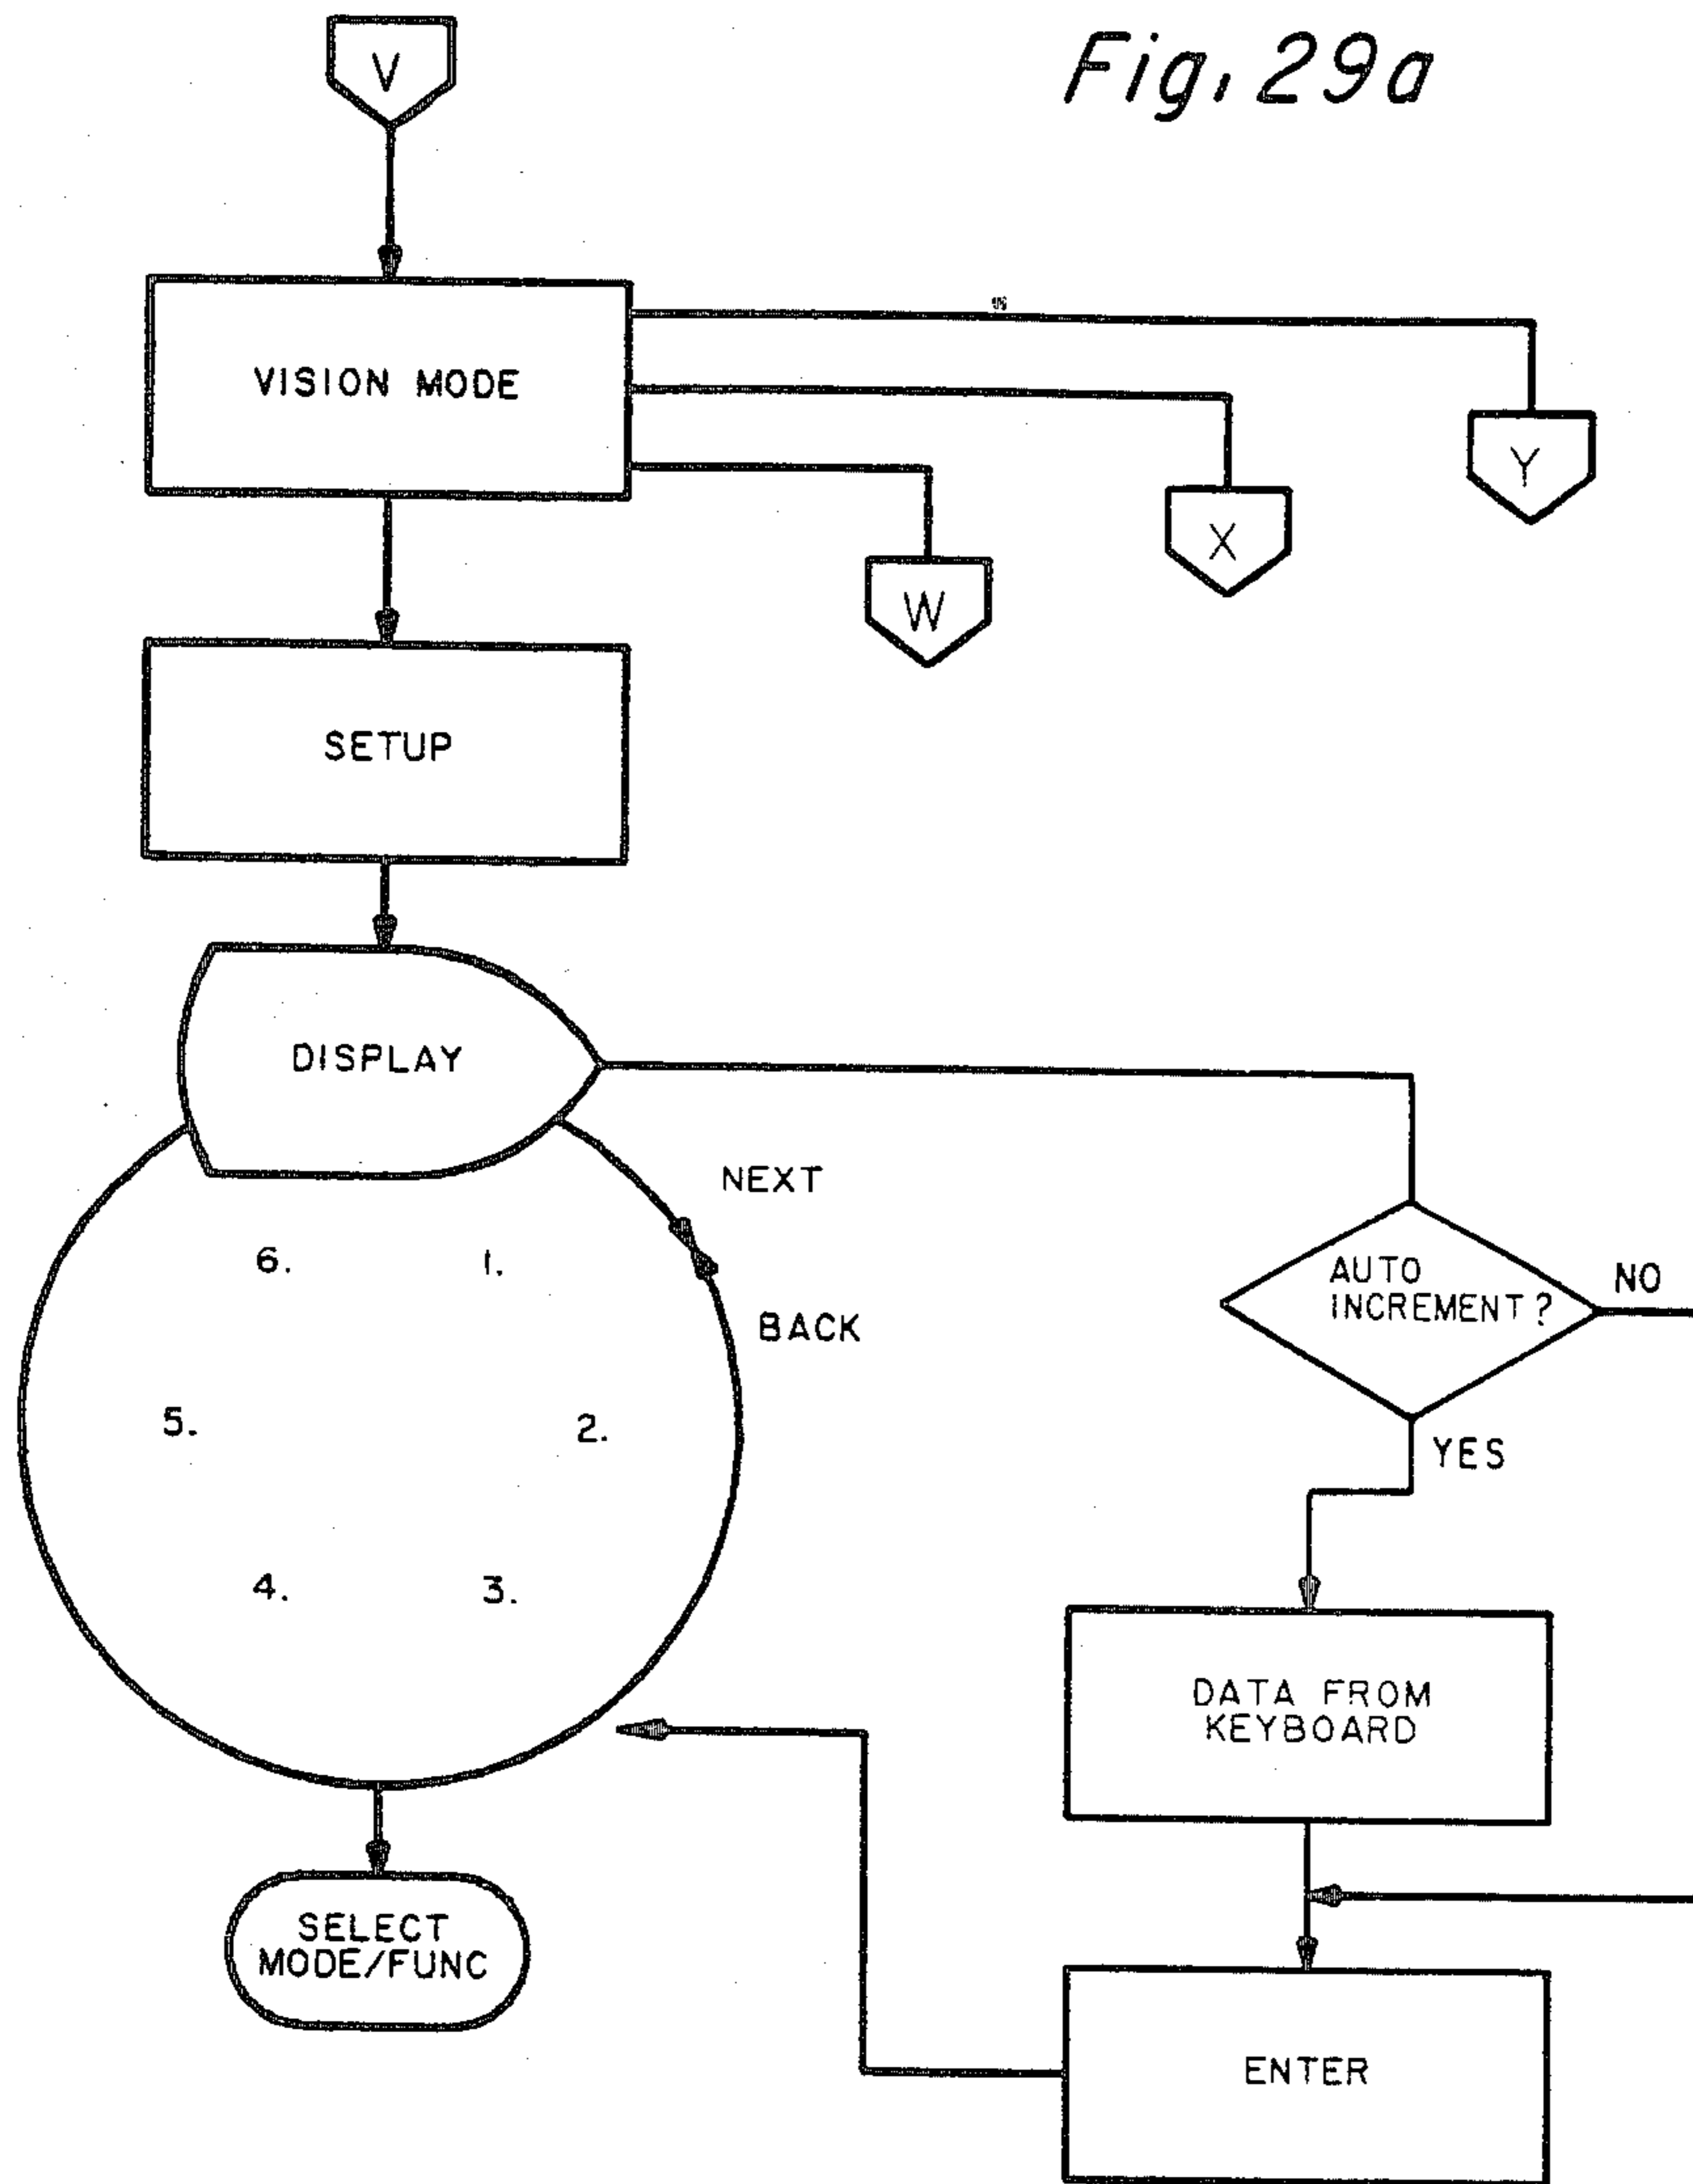 Fig. 29a
V
VISION MODE
Y
X
W
SETUP
DISPLAY
NEXT
BACK
6.
1.
5.
2.
4.
3.
AUTO
INCREMENT?
NO
YES
DATA FROM
KEYBOARD
SELECT
MODE/FUNC
ENTER